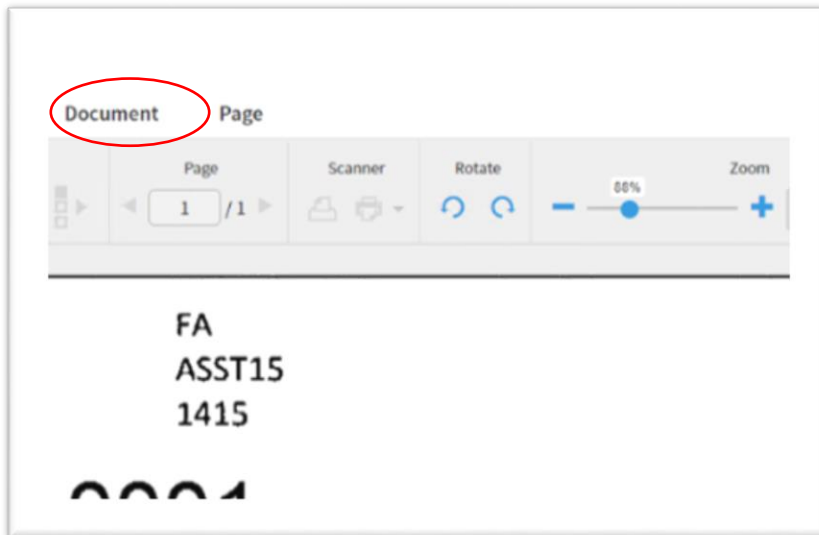 Document Page
Page Scanner Rotate Zoom
1 /1 88%
FA
ASST15
1415